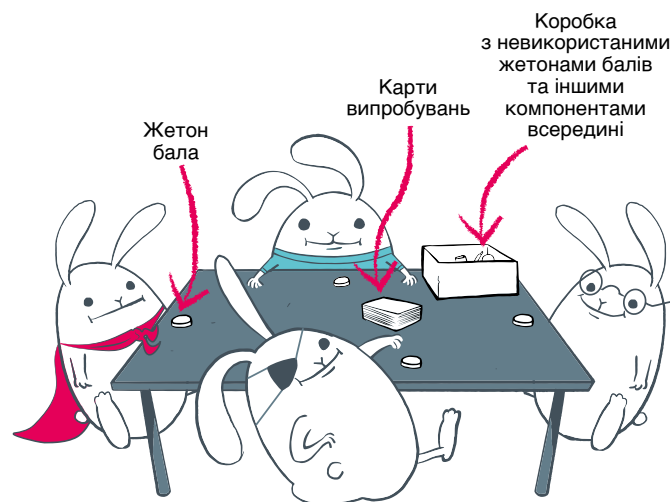 Жетон
бала
Карти
випробувань
Коробка
з невикористаними
жетонами балів
та іншими
компонентами
всередині